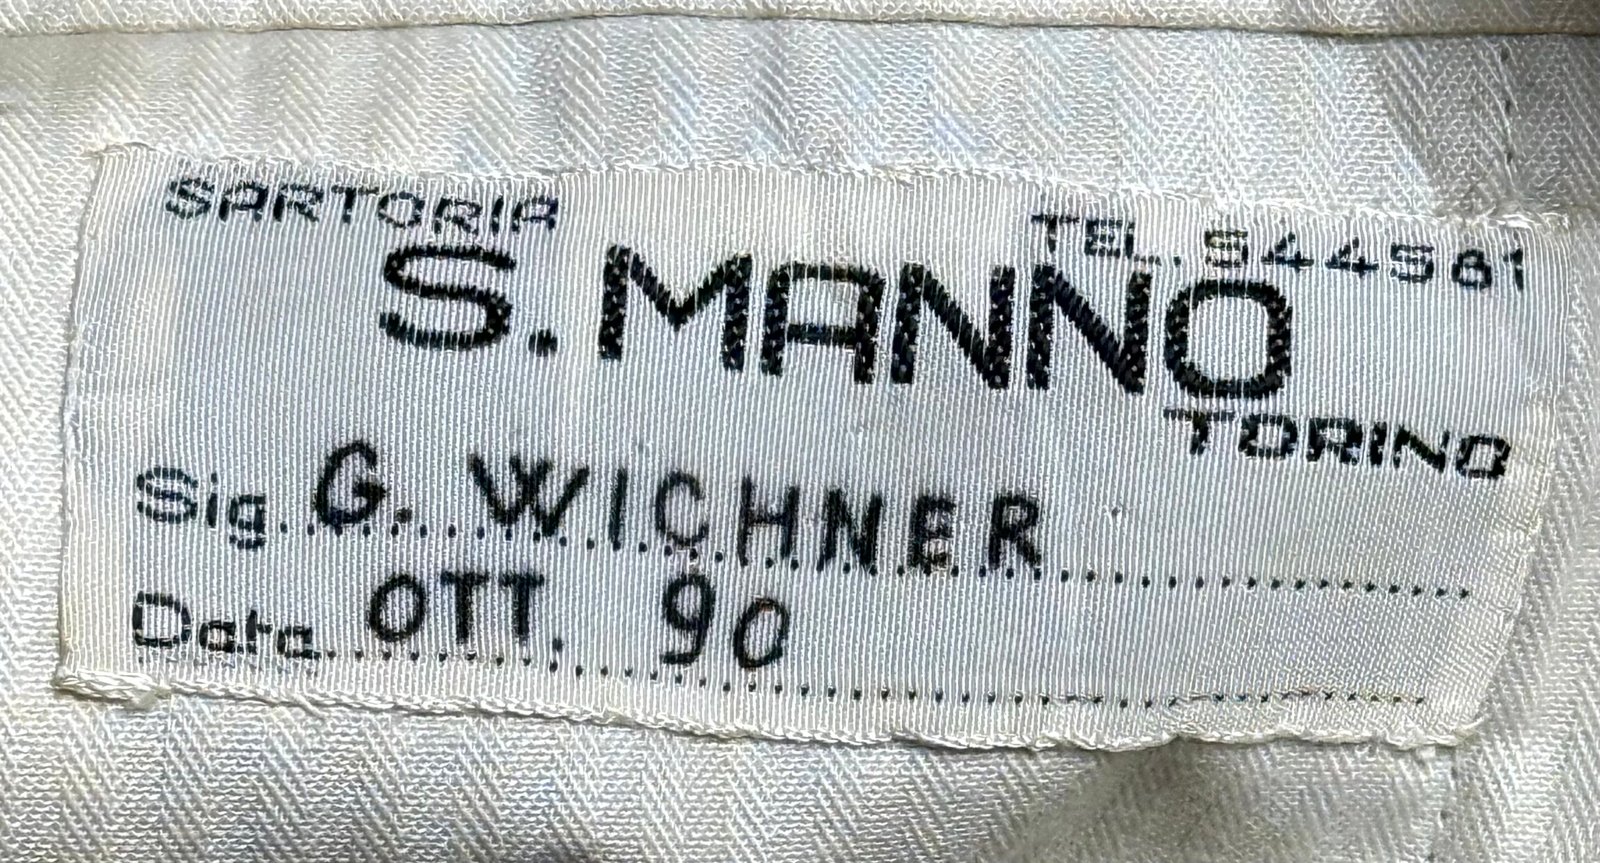 SARTORIA
TEL. 544561
S. MANNO
TORINO
Sig. G. WICHNER
Data OTT. 90